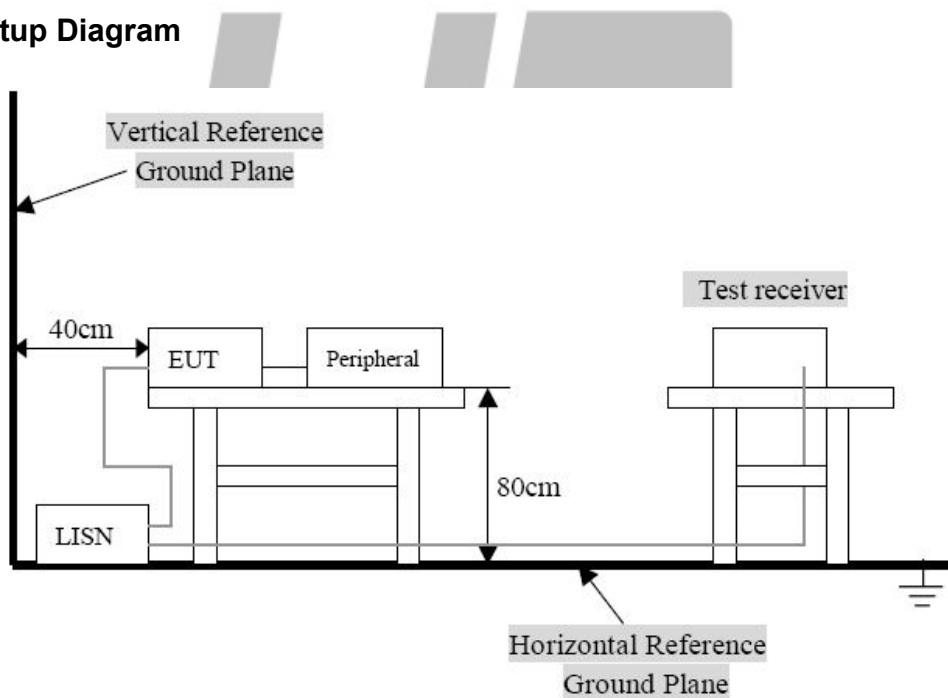 tup Diagram
Vertical Reference
Ground Plane
Test receiver
40cm
EUT
Peripheral
80cm
LISN
Horizontal Reference
Ground Plane